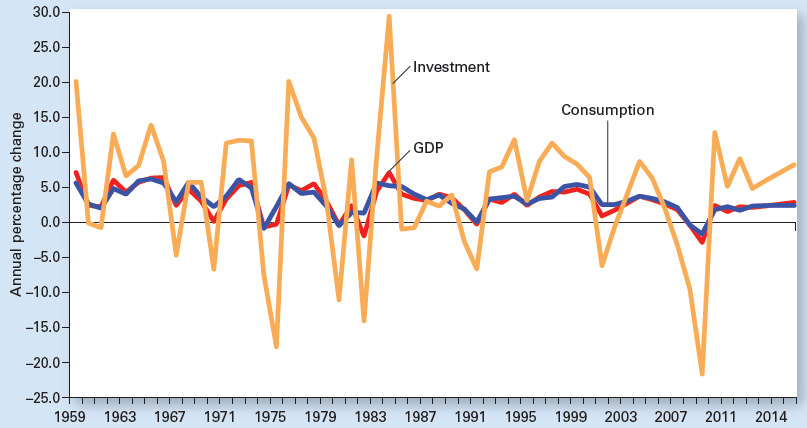 Annual percentage change
30.0
25.0
20.0
15.0
10.0
5.0
0.0
–5.0
–10.0
–15.0
–20.0
–25.0
Investment
GDP
Consumption
1959 1963 1967 1971 1975 1979 1983 1987 1991 1995 1999 2003 2007 2011 2014